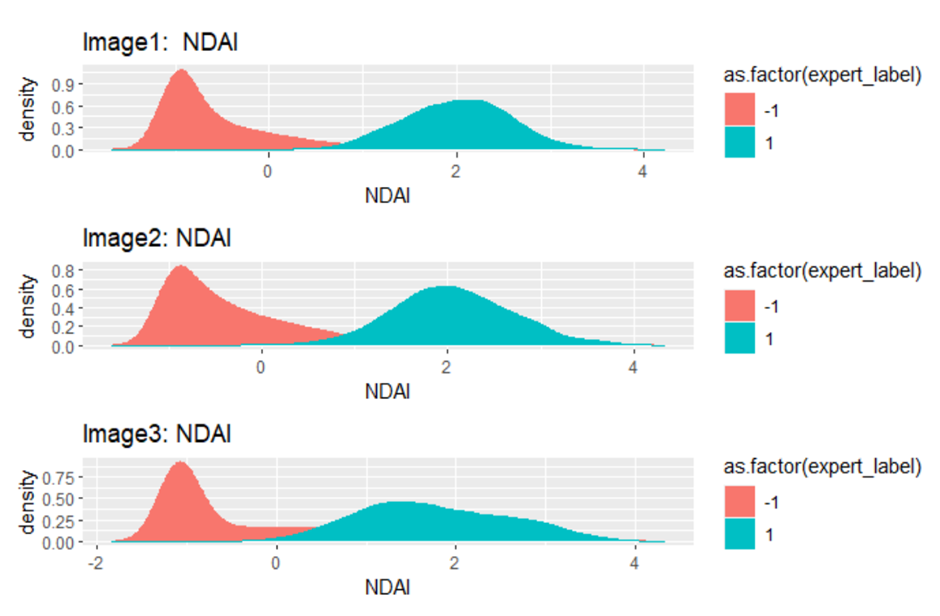 Image1:  NDAI
density
0.9
0.6
0.3
0.0
0
2
4
NDAI
as.factor(expert_label)
-1
1
Image2: NDAI
density
0.8
0.6
0.4
0.2
0.0
0
2
4
NDAI
as.factor(expert_label)
-1
1
Image3: NDAI
density
0.75
0.50
0.25
0.00
-2
0
2
4
NDAI
as.factor(expert_label)
-1
1